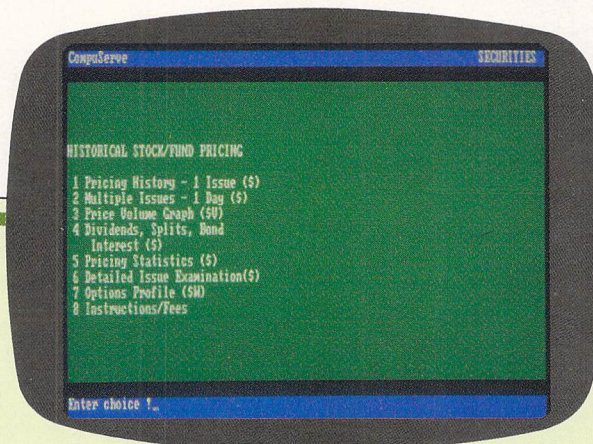 CompuServe SECURITIES
HISTORICAL STOCK/FUND PRICING
1 Pricing History - 1 Issue ($)
2 Multiple Issues - 1 Day ($)
3 Price Volume Graph ($V)
4 Dividends, Splits, Bond
Interest ($)
5 Pricing Statistics ($)
6 Detailed Issue Examination($)
7 Options Profile ($M)
8 Instructions/Fees
Enter choice !_